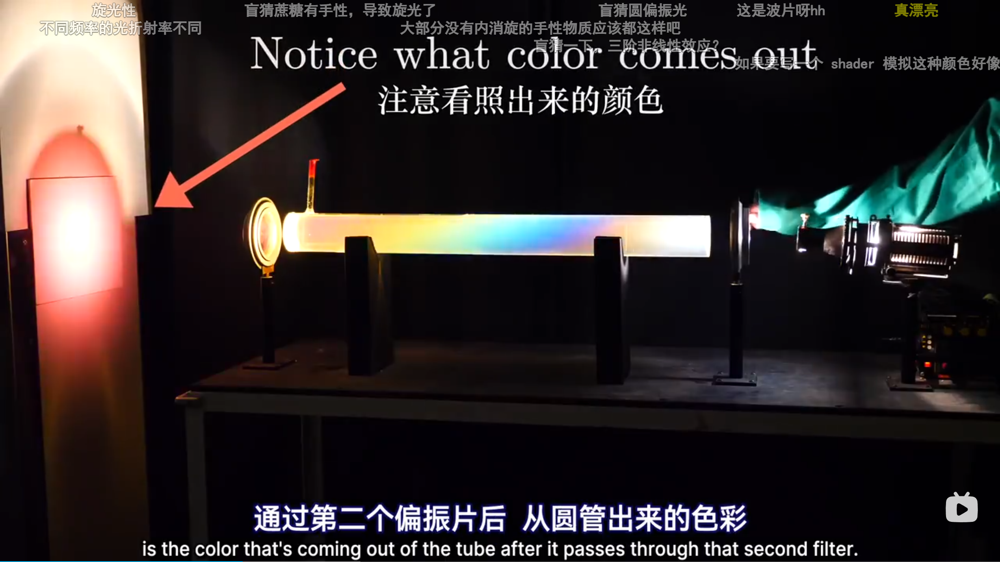 旋光性
盲猜蔗糖有手性，导致旋光了
盲猜圆偏振光
这是波片呀hh
真漂亮
不同频率的光折射率不同
大部分没有内消旋的手性物质应该都这样吧
盲猜一下，三阶非线性效应？
Notice what color comes out
如果要写一个 shader 模拟这种颜色好像
注意看照出来的颜色
通过第二个偏振片后 从圆管出来的色彩
is the color that's coming out of the tube after it passes through that second filter.